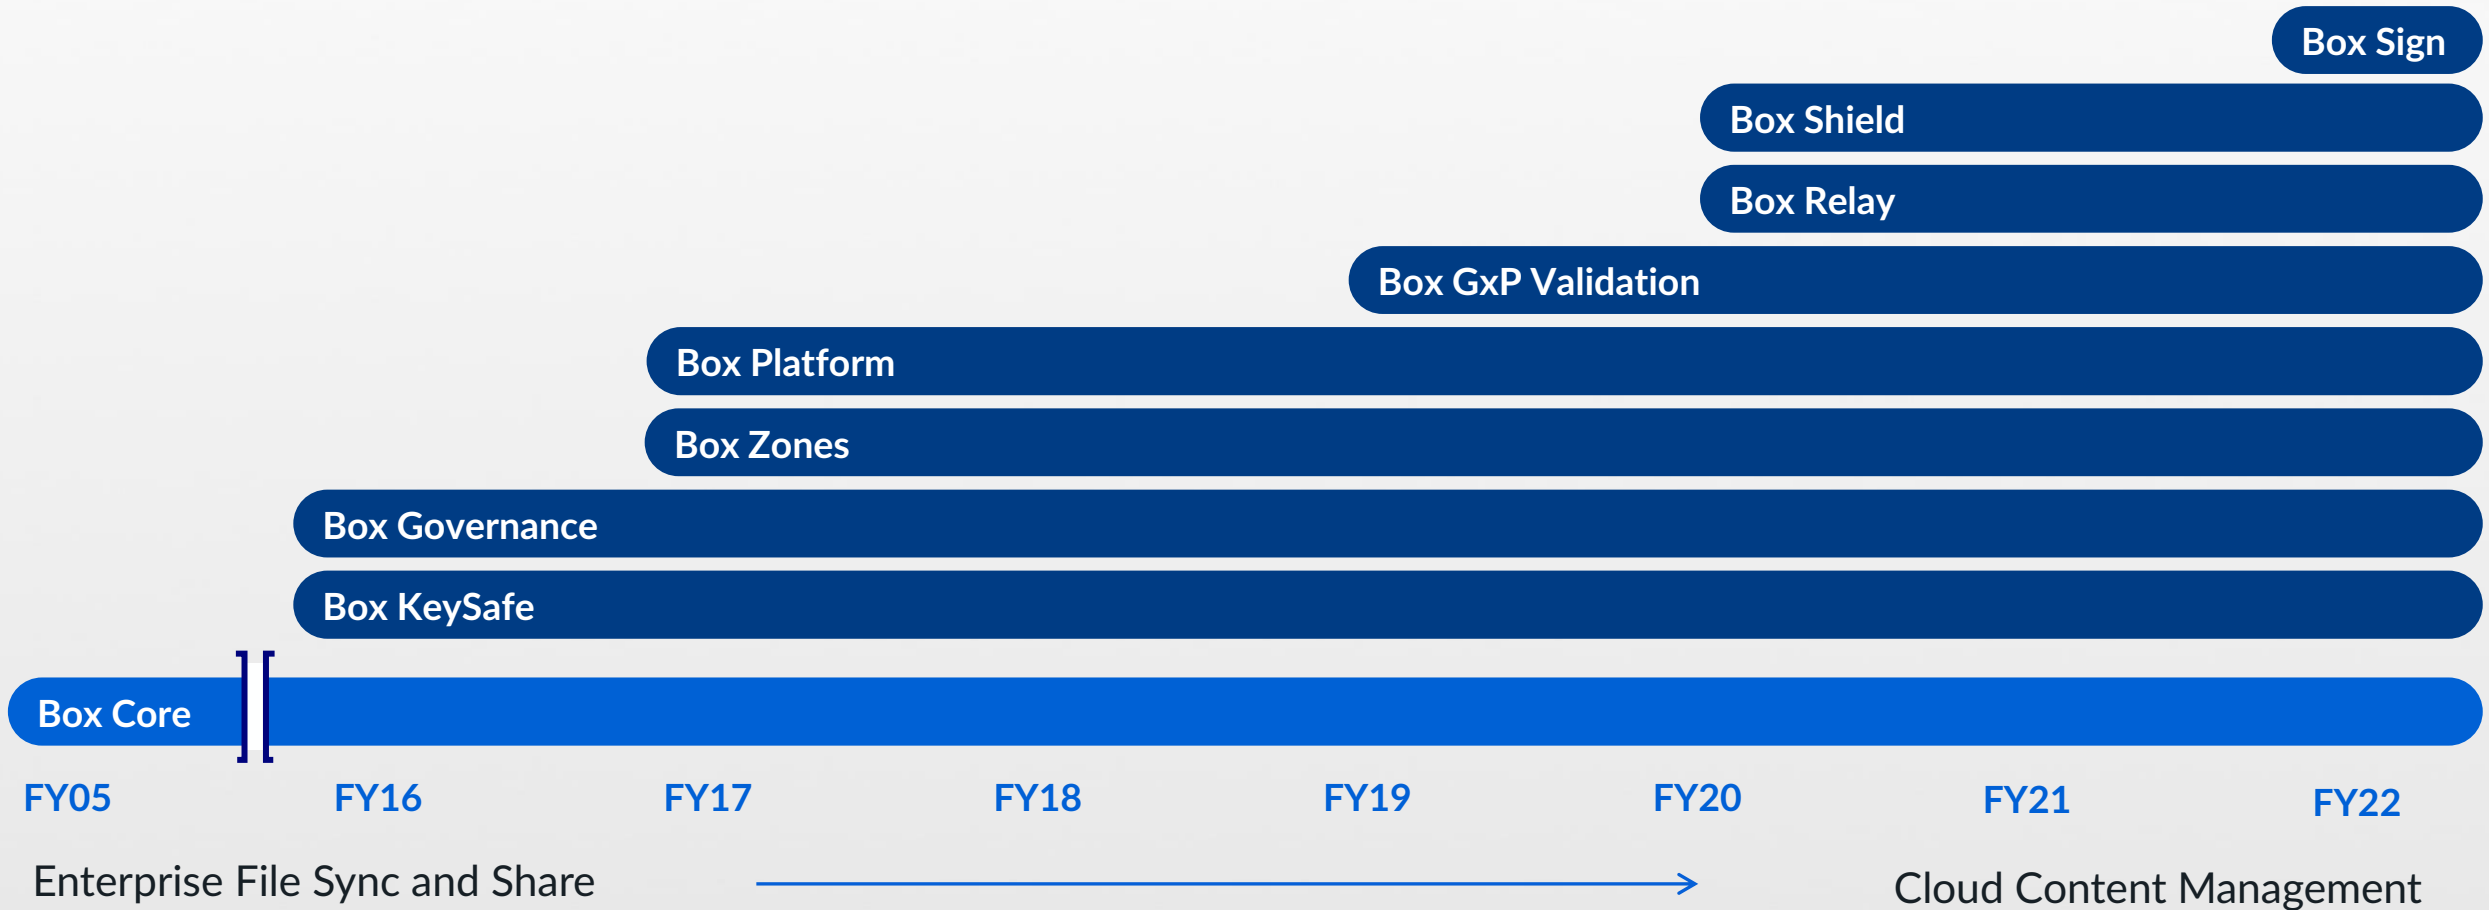 Box Sign
Box Shield
Box Relay
Box GxP Validation
Box Platform
Box Zones
Box Governance
Box KeySafe
Box Core
FY05 FY16 FY17 FY18 FY19 FY20 FY21 FY22
Enterprise File Sync and Share Cloud Content Management